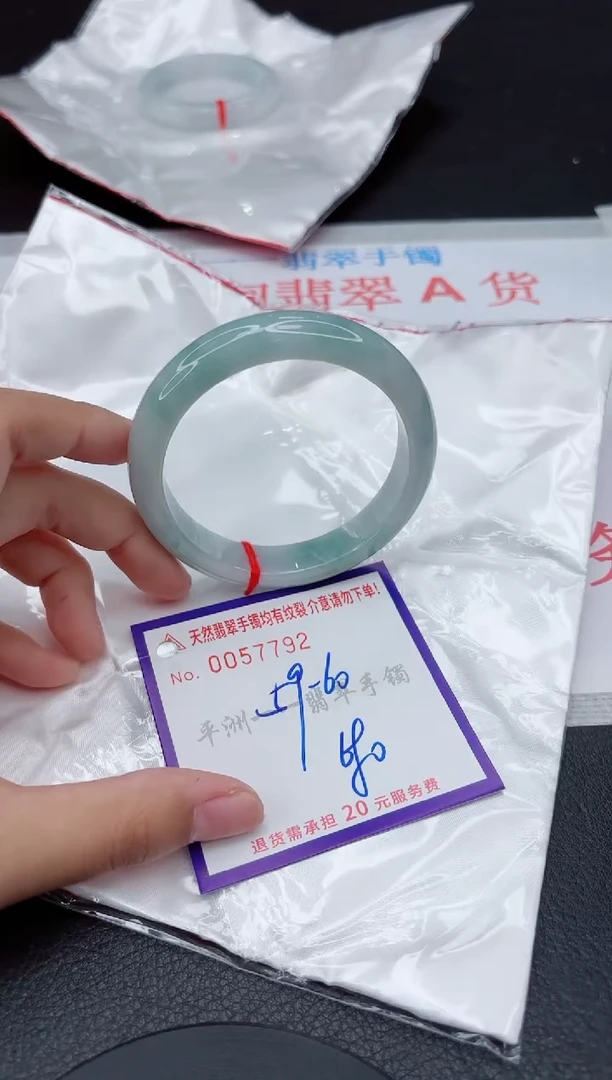 翡翠手镯
翡翠 A 货
天然翡翠手镯均有纹裂介意请勿下单!
No. 0057792
59-60
平洲 翡翠手镯
退货需承担 20 元服务费